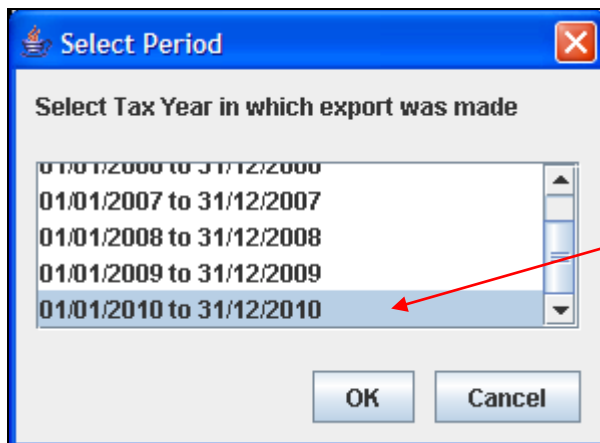 Select Period
Select Tax Year in which export was made
01/01/2007 to 31/12/2007
01/01/2008 to 31/12/2008
01/01/2009 to 31/12/2009
01/01/2010 to 31/12/2010
OK
Cancel